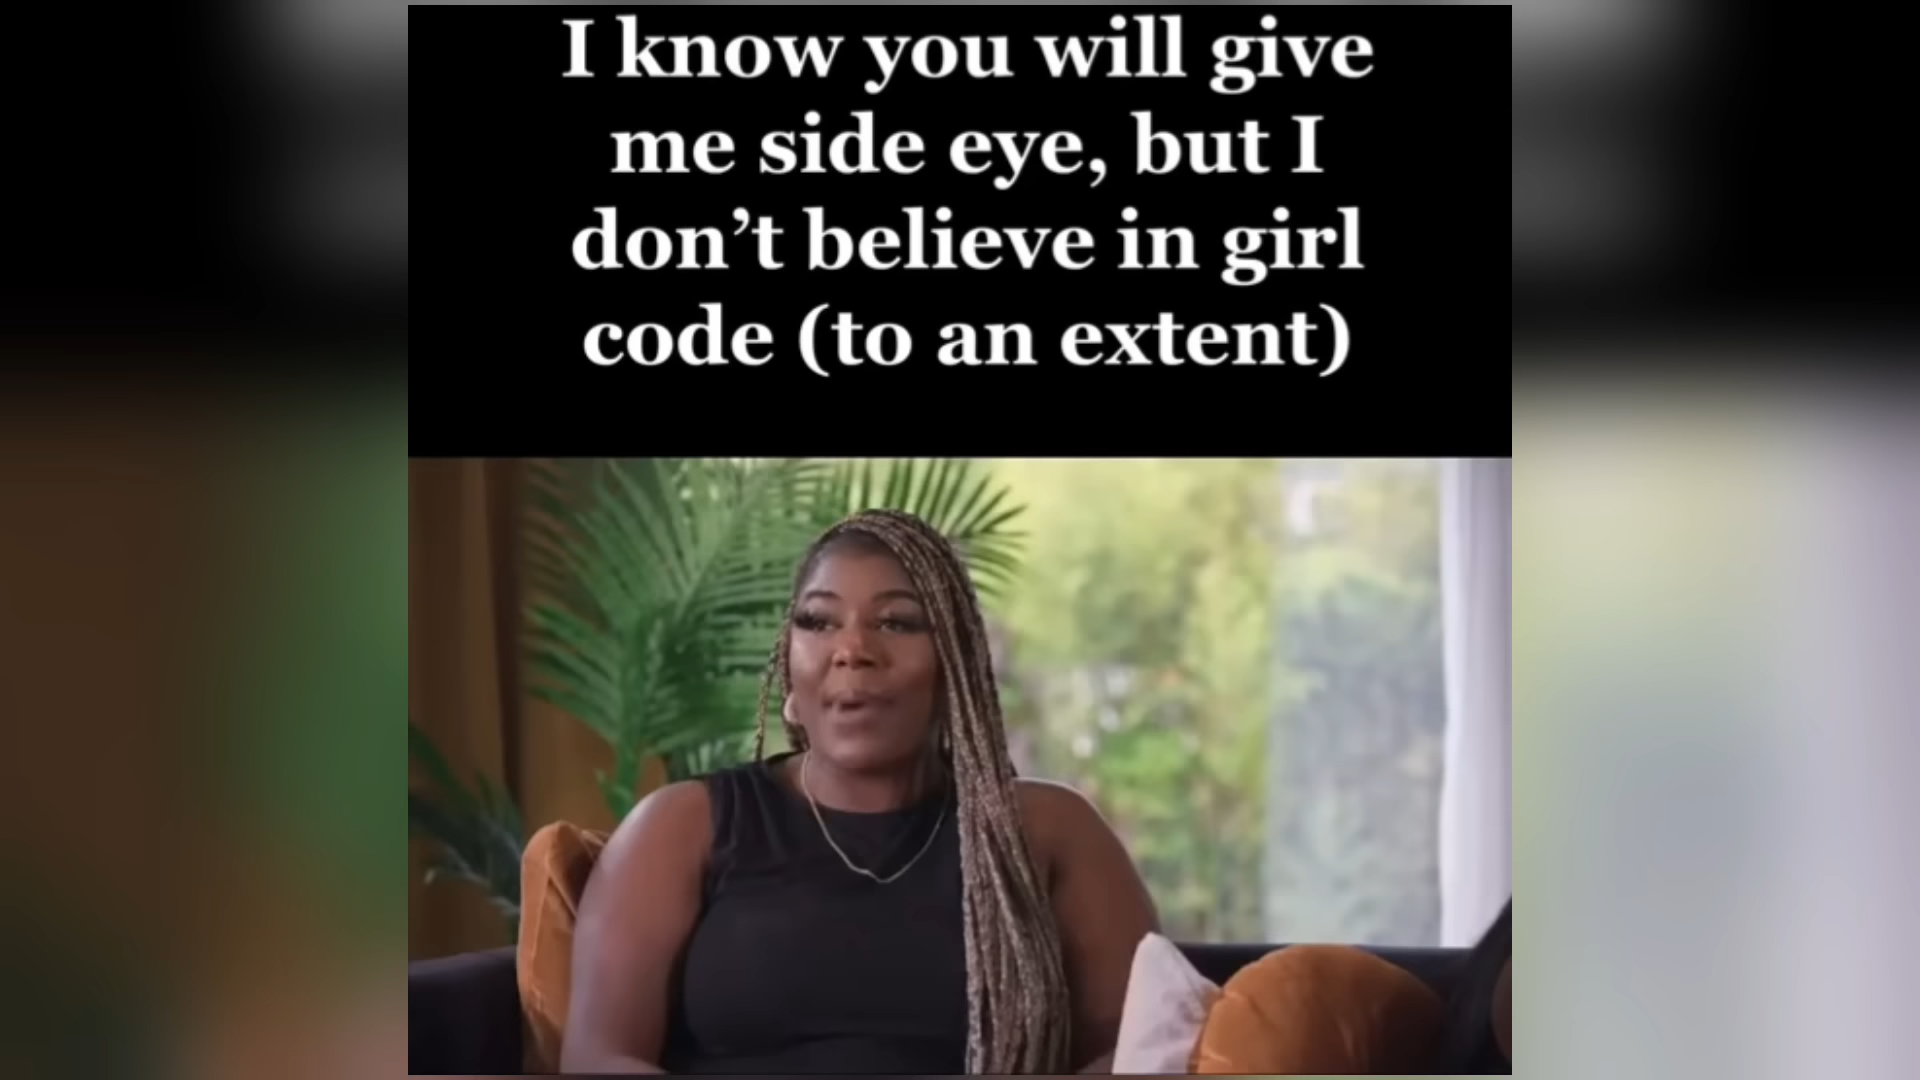 I know you will give
me side eye, but I
don’t believe in girl
code (to an extent)